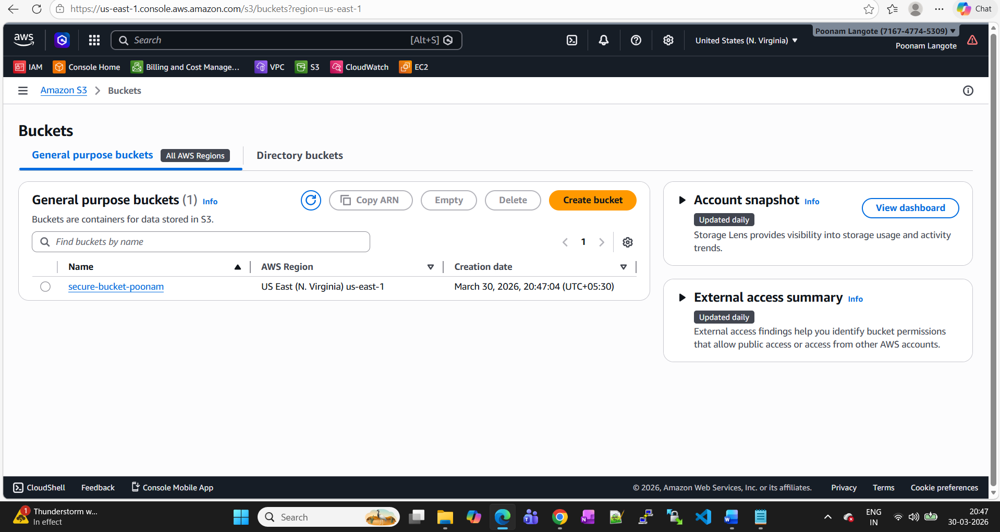 https://us-east-1.console.aws.amazon.com/s3/buckets?region=us-east-1
Chat
aws
Search
[Alt+S]
United States (N. Virginia)
Poonam Langote (7167-4774-5309)
Poonam Langote
IAM
Console Home
Billing and Cost Manage...
VPC
S3
CloudWatch
EC2
Amazon S3
Buckets
Buckets
General purpose buckets
All AWS Regions
Directory buckets
General purpose buckets (1)
Info
Copy ARN
Empty
Delete
Create bucket
Buckets are containers for data stored in S3.
Find buckets by name
1
Name
AWS Region
Creation date
secure-bucket-poonam
US East (N. Virginia) us-east-1
March 30, 2026, 20:47:04 (UTC+05:30)
Account snapshot
Info
View dashboard
Updated daily
Storage Lens provides visibility into storage usage and activity
trends.
External access summary
Info
Updated daily
External access findings help you identify bucket permissions
that allow public access or access from other AWS accounts.
CloudShell
Feedback
Console Mobile App
© 2026, Amazon Web Services, Inc. or its affiliates.
Privacy
Terms
Cookie preferences
1
Thunderstorm w...
In effect
Search
ENG
IN
20:47
30-03-2026